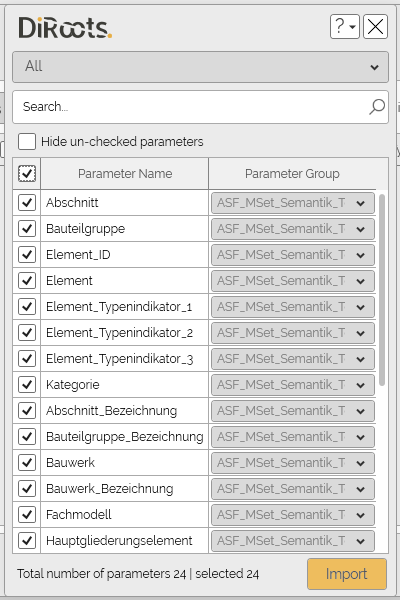 DiRoots.
?
All
Search...
Hide un-checked parameters
Parameter Name Parameter Group
Abschnitt ASF_MSet_Semantik_T
Bauteilgruppe ASF_MSet_Semantik_T
Element_ID ASF_MSet_Semantik_T
Element ASF_MSet_Semantik_T
Element_Typenindikator_1 ASF_MSet_Semantik_T
Element_Typenindikator_2 ASF_MSet_Semantik_T
Element_Typenindikator_3 ASF_MSet_Semantik_T
Kategorie ASF_MSet_Semantik_T
Abschnitt_Bezeichnung ASF_MSet_Semantik_T
Bauteilgruppe_Bezeichnung ASF_MSet_Semantik_T
Bauwerk ASF_MSet_Semantik_T
Bauwerk_Bezeichnung ASF_MSet_Semantik_T
Fachmodell ASF_MSet_Semantik_T
Hauptgliederungselement ASF_MSet_Semantik_T
Total number of parameters 24 | selected 24
Import